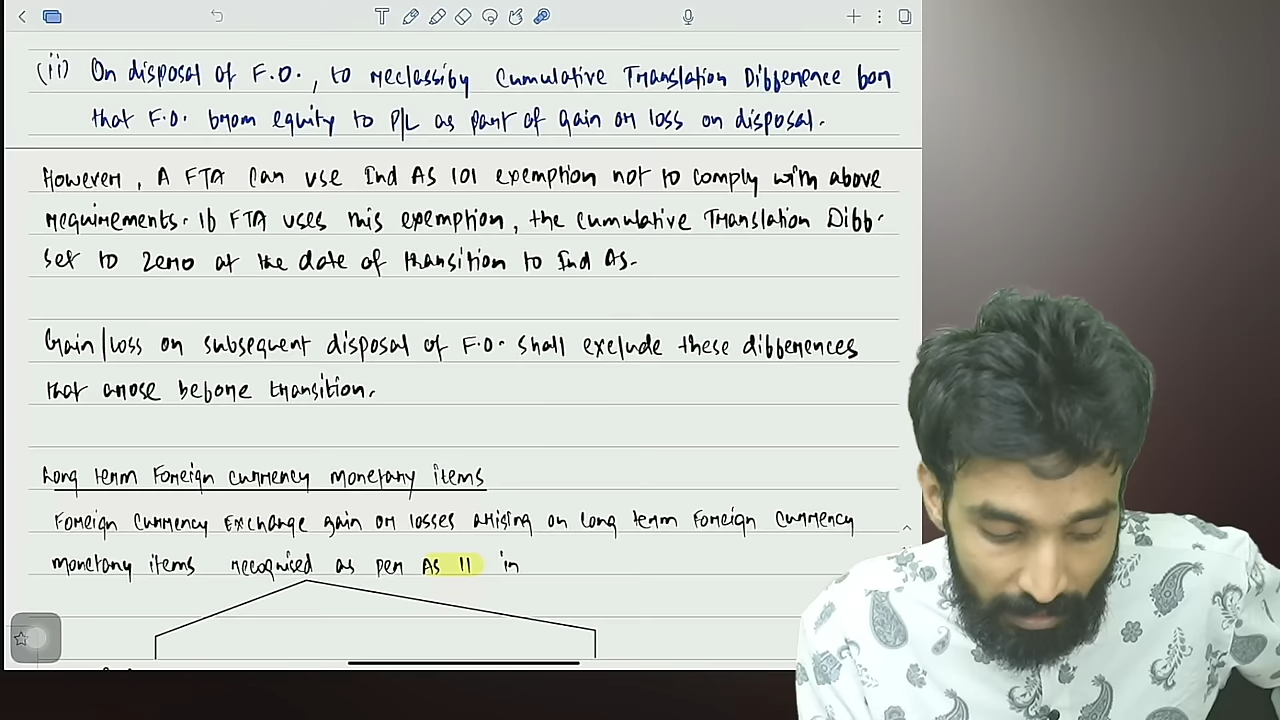 (ii) On disposal of F.O., to reclassify Cumulative Translation Difference for
that F.O. from equity to P/L as part of Gain or loss on disposal.
However, A FTA Can use Ind AS 101 exemption not to comply with above
requirements. If FTA uses this exemption, the cumulative Translation Diff.
set to zero at the date of transition to Ind AS.
Gain/Loss on subsequent disposal of F.O. shall exclude these differences
that arose before transition.
Long term Foreign currency monetary items
Foreign Currency Exchange gain or losses arising on long term Foreign Currency
monetary items recognised as per AS 11 in